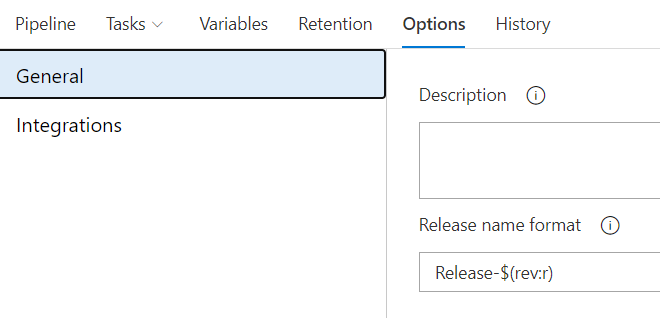 Pipeline Tasks Variables Retention Options History
General
Integrations
Description
Release name format
Release-$(rev:r)